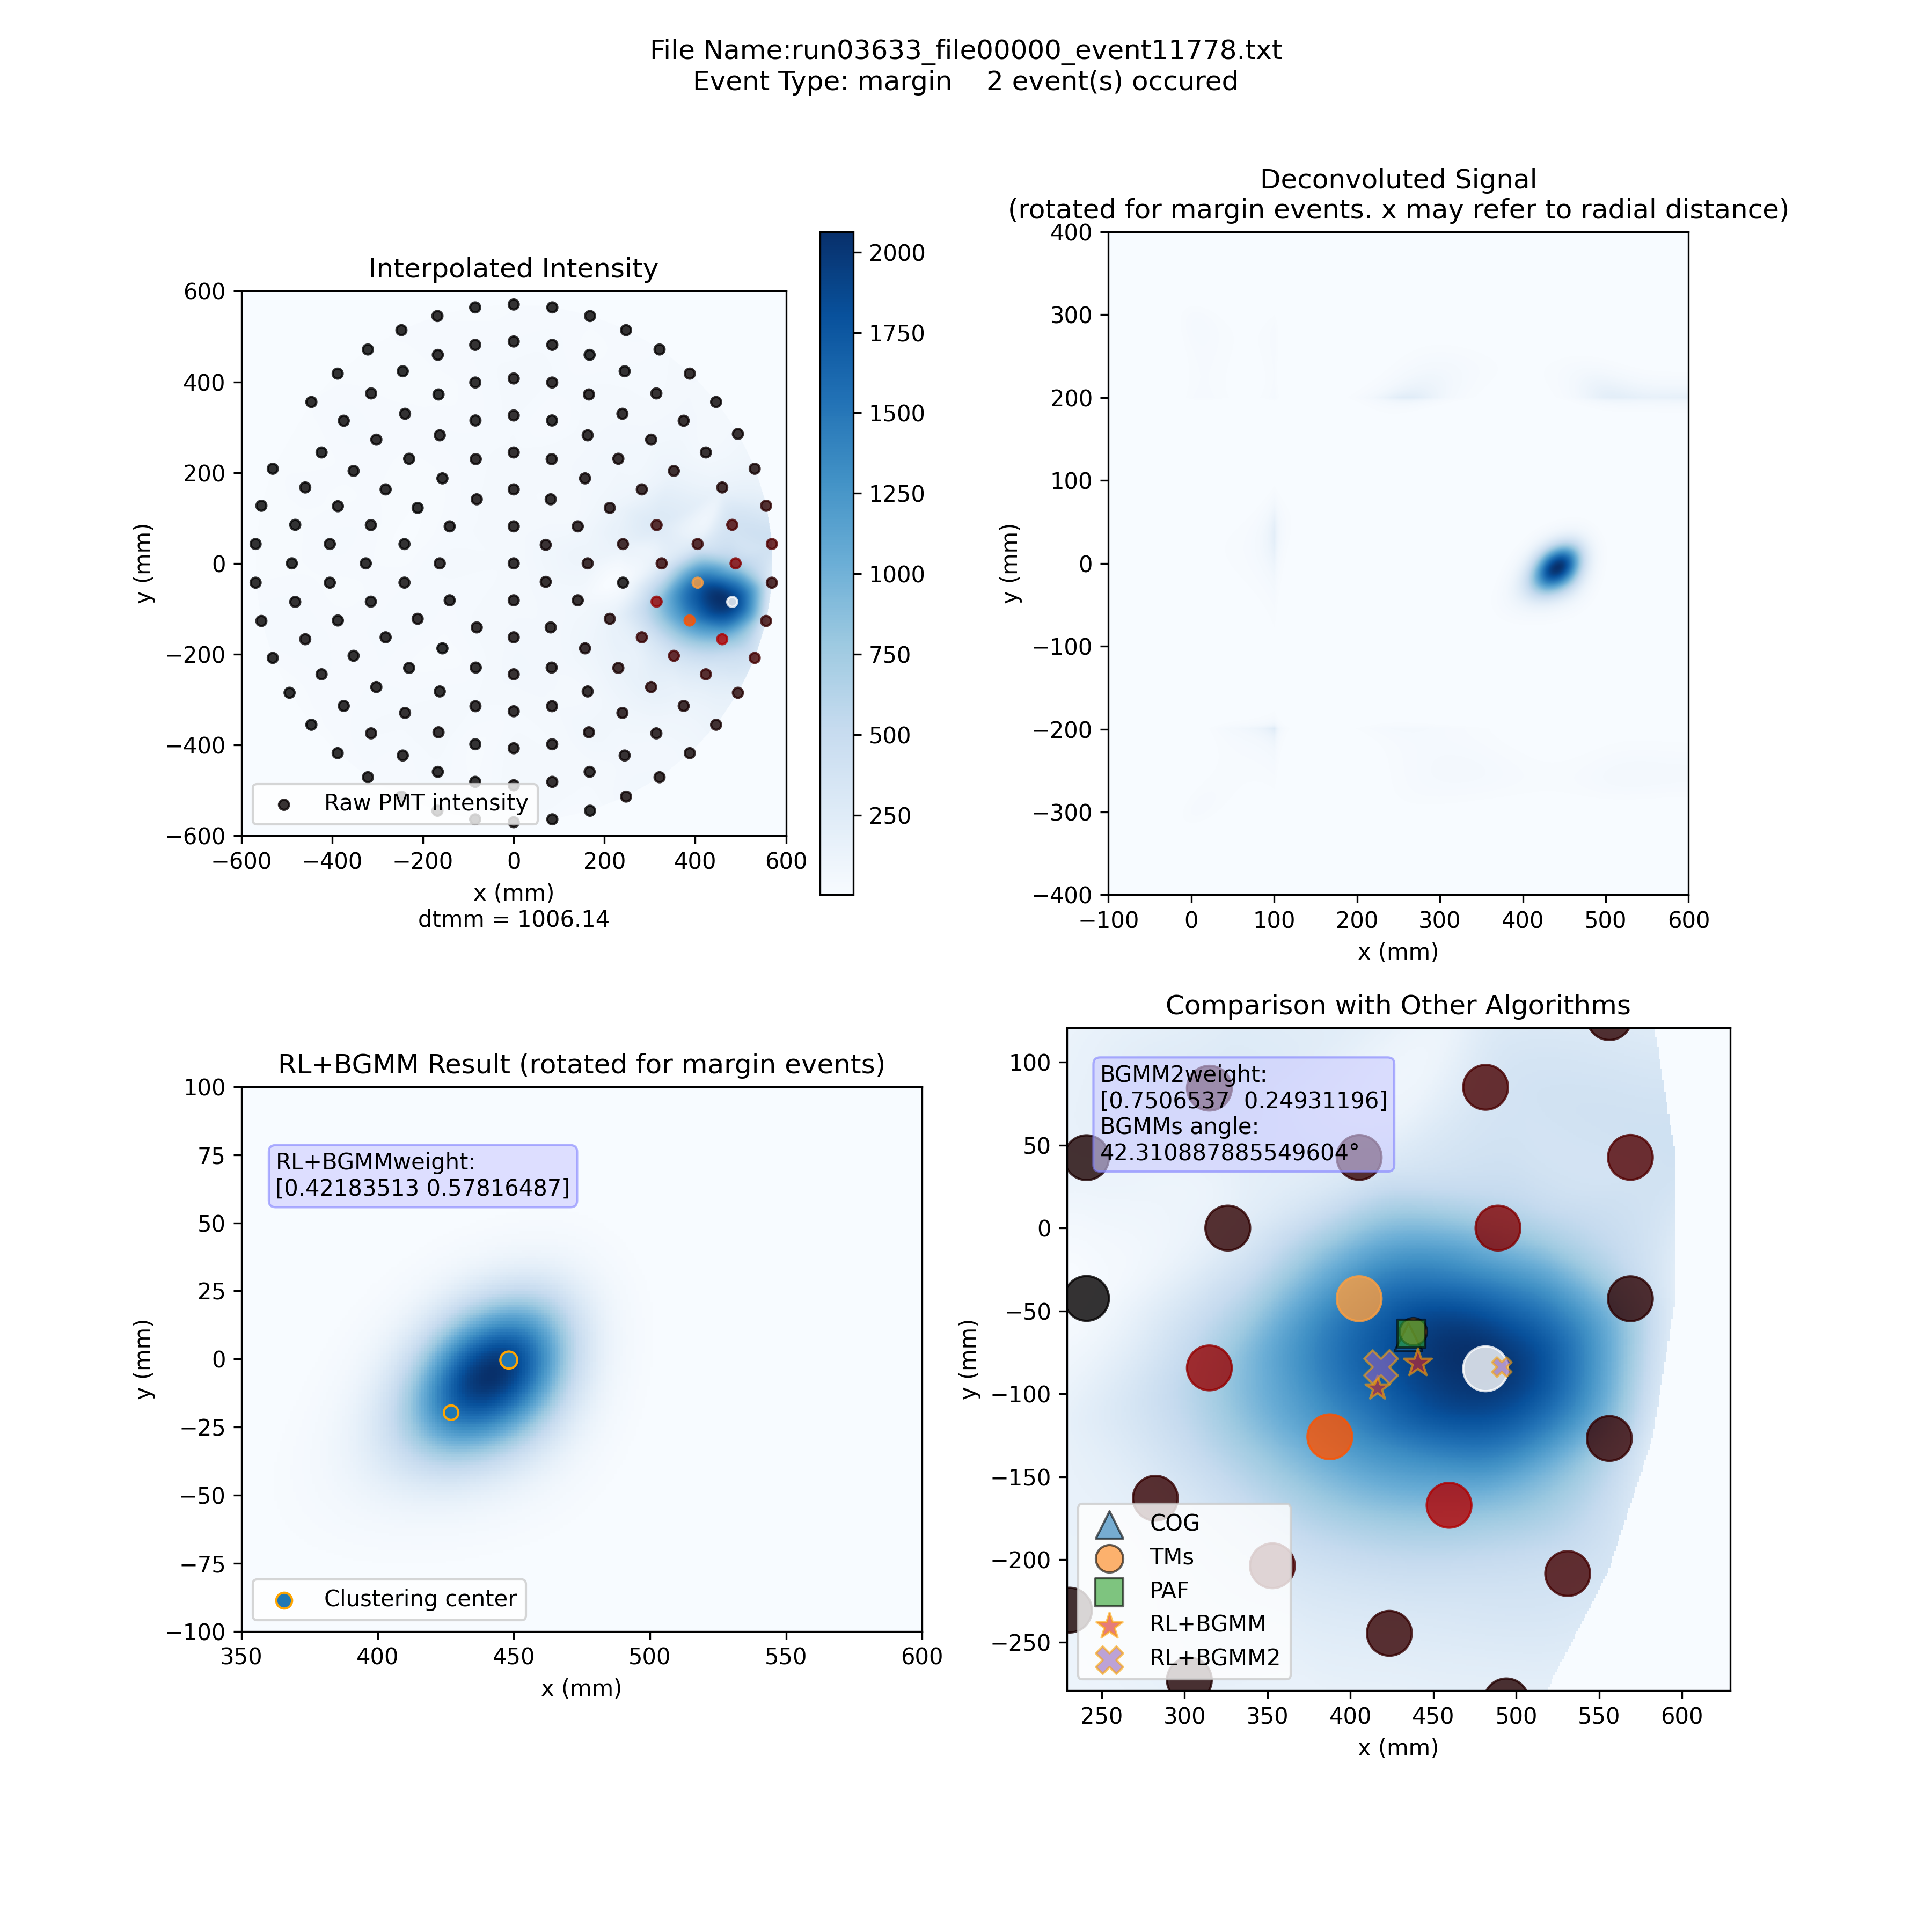 File Name:run03633_file00000_event11778.txt
Event Type: margin    2 event(s) occured
Interpolated Intensity
600
400
200
0
−200
−400
−600
y (mm)
Raw PMT intensity
−600 −400 −200 0 200 400 600
x (mm)
dtmm = 1006.14
2000
1750
1500
1250
1000
750
500
250
Deconvoluted Signal
(rotated for margin events. x may refer to radial distance)
400
300
200
100
0
−100
−200
−300
−400
y (mm)
−100 0 100 200 300 400 500 600
x (mm)
RL+BGMM Result (rotated for margin events)
100
75
50
25
0
−25
−50
−75
−100
y (mm)
RL+BGMMweight:
[0.42183513 0.57816487]
Clustering center
350 400 450 500 550 600
x (mm)
Comparison with Other Algorithms
100
50
0
−50
−100
−150
−200
−250
y (mm)
BGMM2weight:
[0.7506537  0.24931196]
BGMMs angle:
42.310887885549604°
COG
TMs
PAF
RL+BGMM
RL+BGMM2
250 300 350 400 450 500 550 600
x (mm)